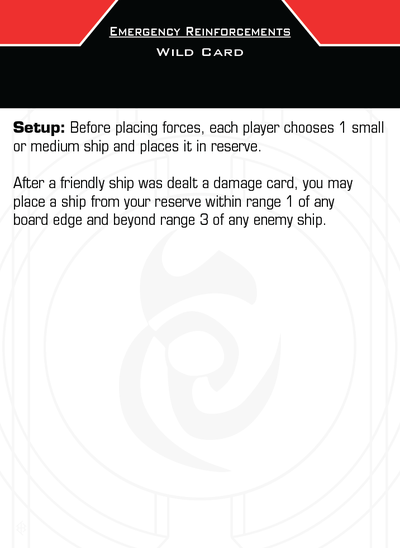 Emergency Reinforcements
Wild Card
Setup: Before placing forces, each player chooses 1 small
or medium ship and places it in reserve.
After a friendly ship was dealt a damage card, you may
place a ship from your reserve within range 1 of any
board edge and beyond range 3 of any enemy ship.